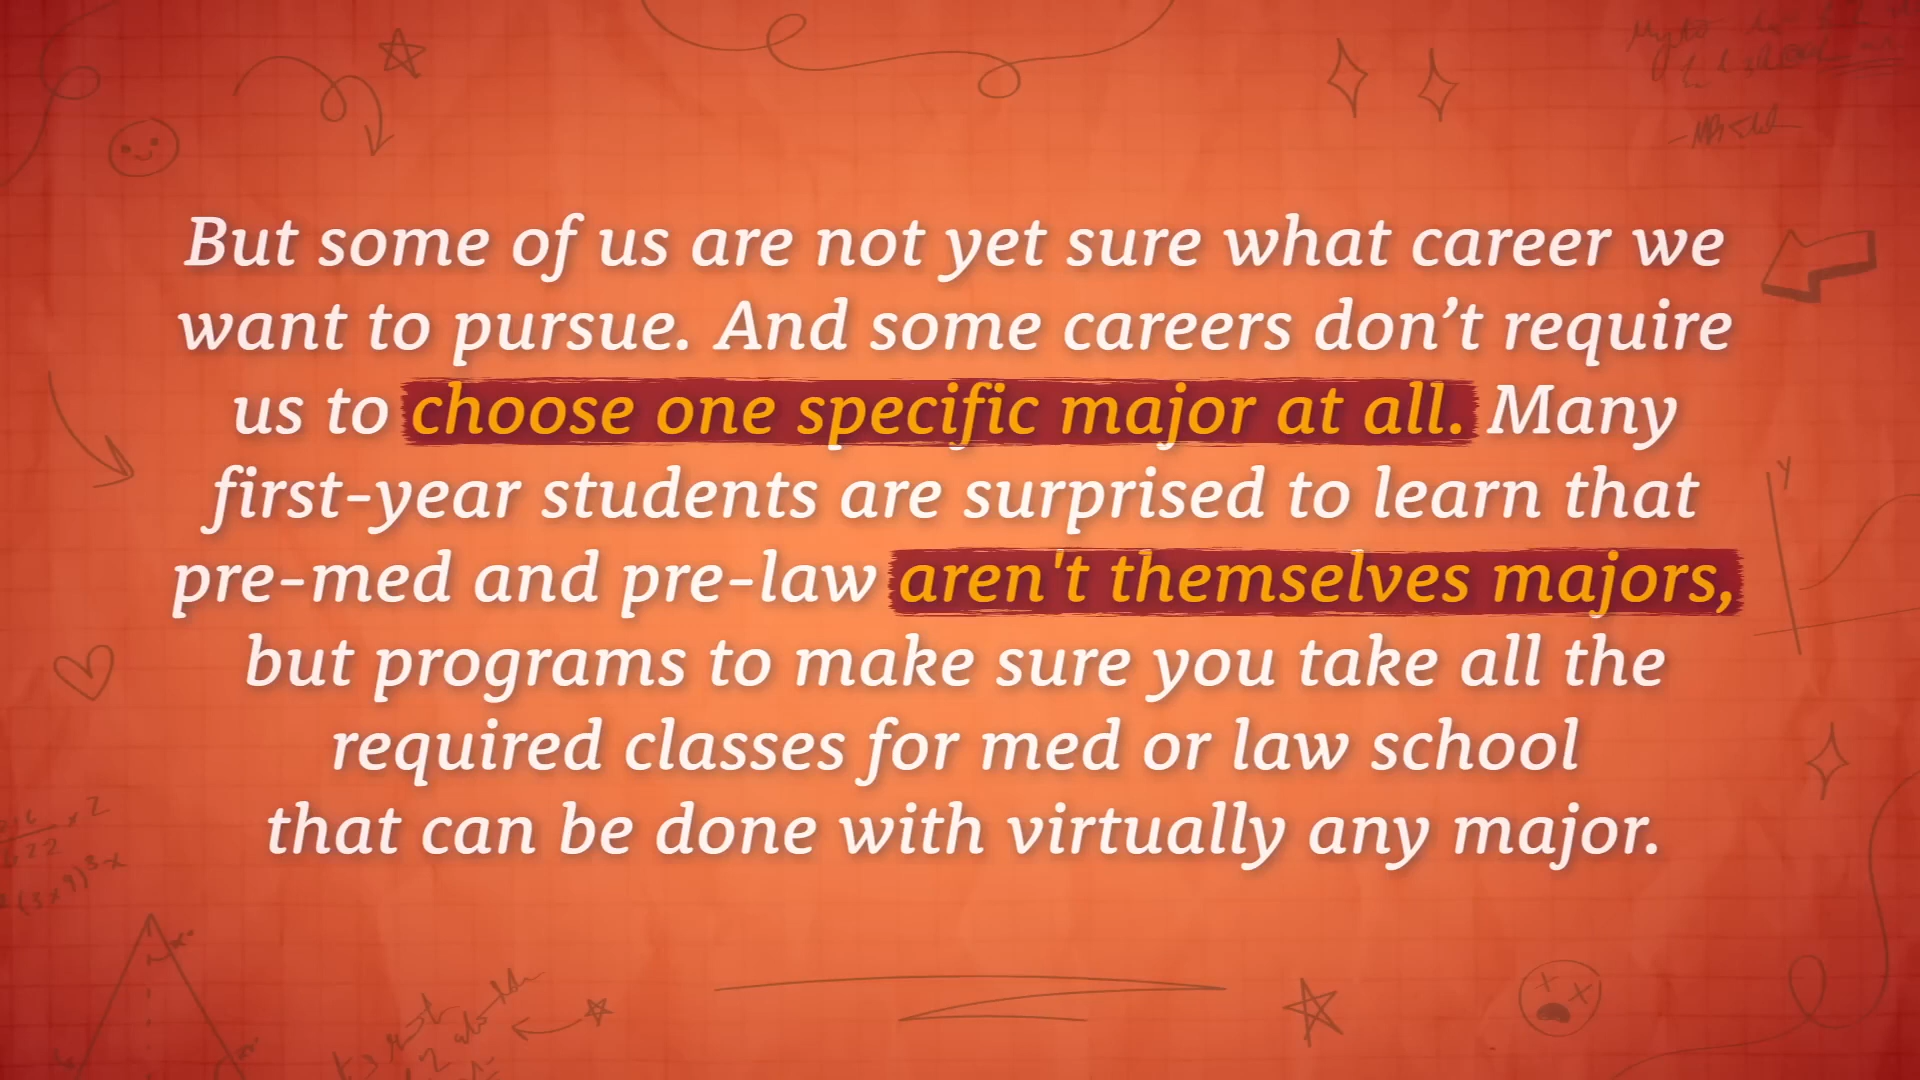 But some of us are not yet sure what career we
want to pursue. And some careers don’t require
us to choose one specific major at all. Many
first-year students are surprised to learn that
pre-med and pre-law aren't themselves majors,
but programs to make sure you take all the
required classes for med or law school
that can be done with virtually any major.
Y